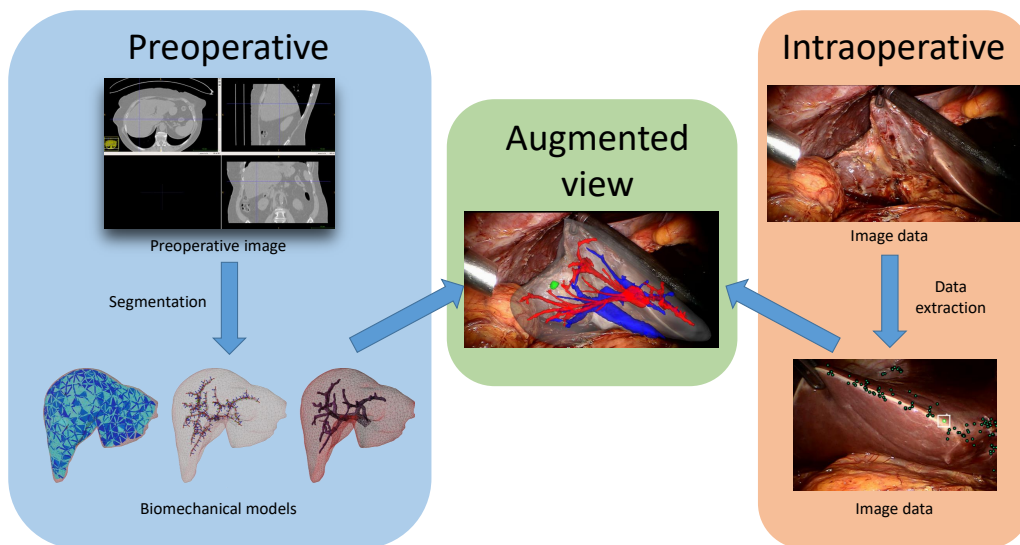 Preoperative
Preoperative image
Segmentation
Biomechanical models
Augmented
view
Intraoperative
Image data
Data
extraction
Image data